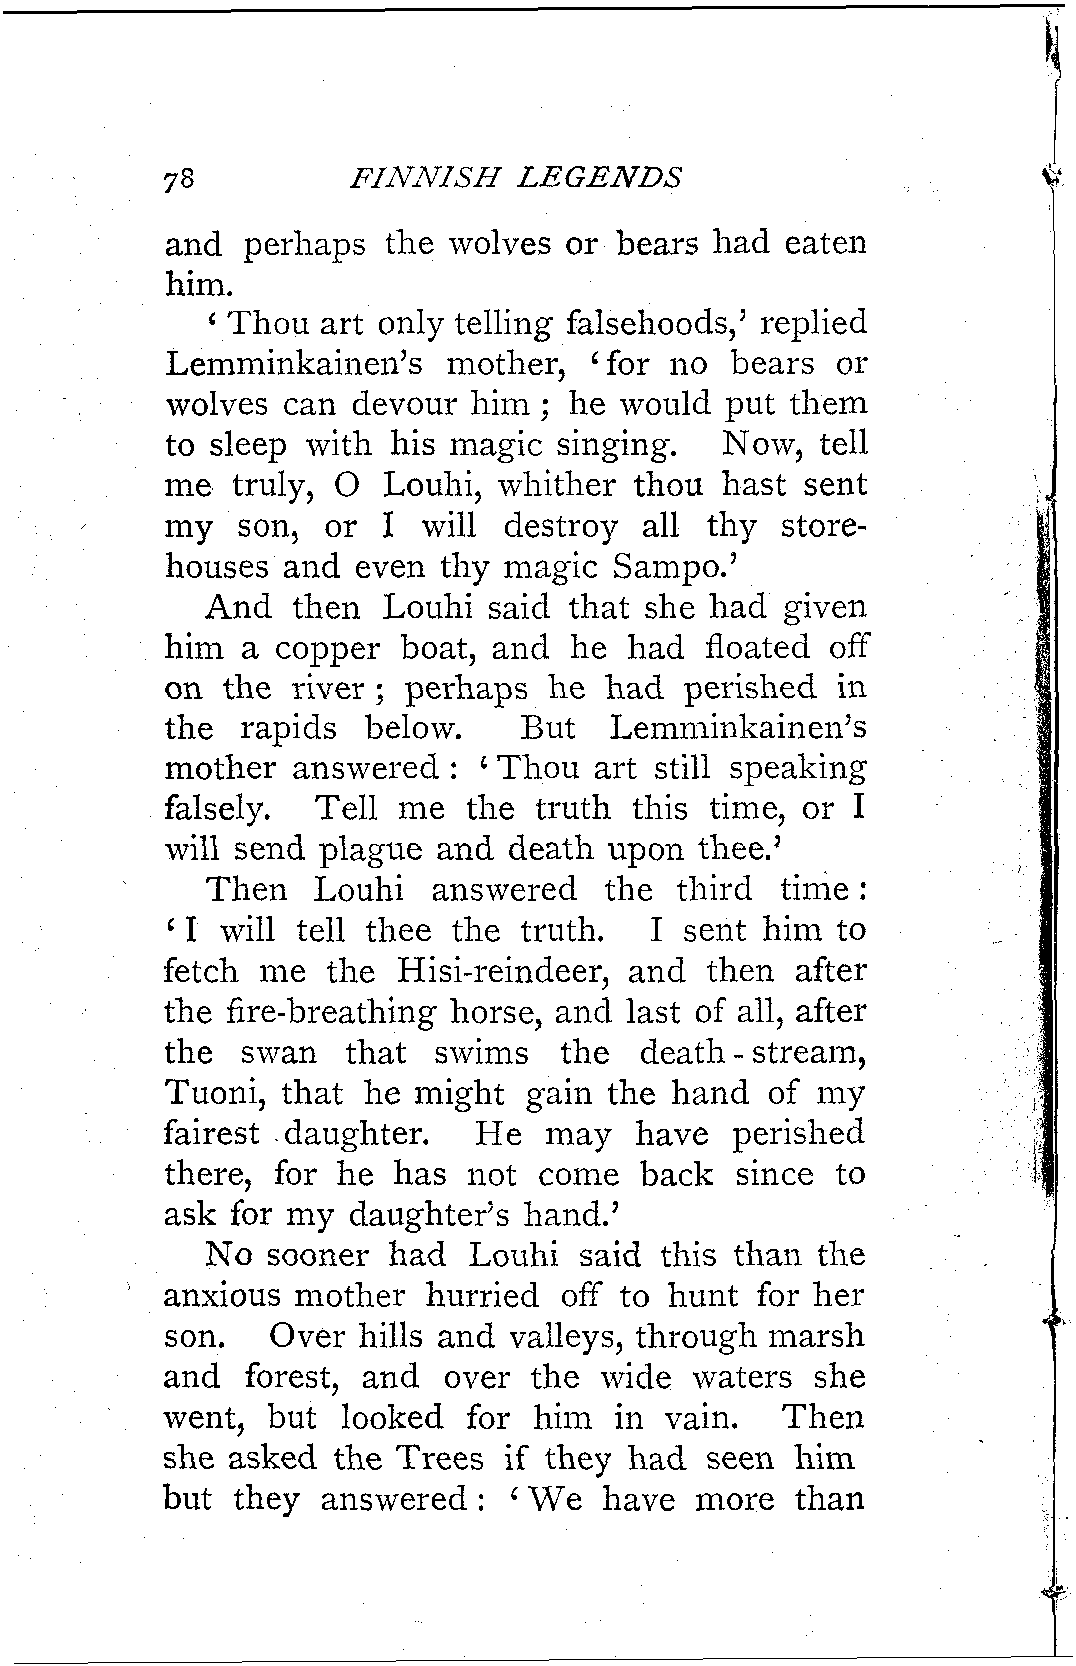 78 FINNISH LEGENDS
and perhaps the wolves or bears had eaten
him.
‘ Thou art only telling falsehoods,’ replied
Lemminkainen’s mother, ‘ for no bears or
wolves can devour him ; he would put them
to sleep with his magic singing. Now, tell
me truly, O Louhi, whither thou hast sent
my son, or I will destroy all thy store-
houses and even thy magic Sampo.’
And then Louhi said that she had given
him a copper boat, and he had floated off
on the river ; perhaps he had perished in
the rapids below. But Lemminkainen’s
mother answered : ‘ Thou art still speaking
falsely. Tell me the truth this time, or I
will send plague and death upon thee.’
Then Louhi answered the third time :
‘ I will tell thee the truth. I sent him to
fetch me the Hisi-reindeer, and then after
the fire-breathing horse, and last of all, after
the swan that swims the death - stream,
Tuoni, that he might gain the hand of my
fairest daughter. He may have perished
there, for he has not come back since to
ask for my daughter’s hand.’
No sooner had Louhi said this than the
anxious mother hurried off to hunt for her
son. Over hills and valleys, through marsh
and forest, and over the wide waters she
went, but looked for him in vain. Then
she asked the Trees if they had seen him
but they answered : ‘ We have more than